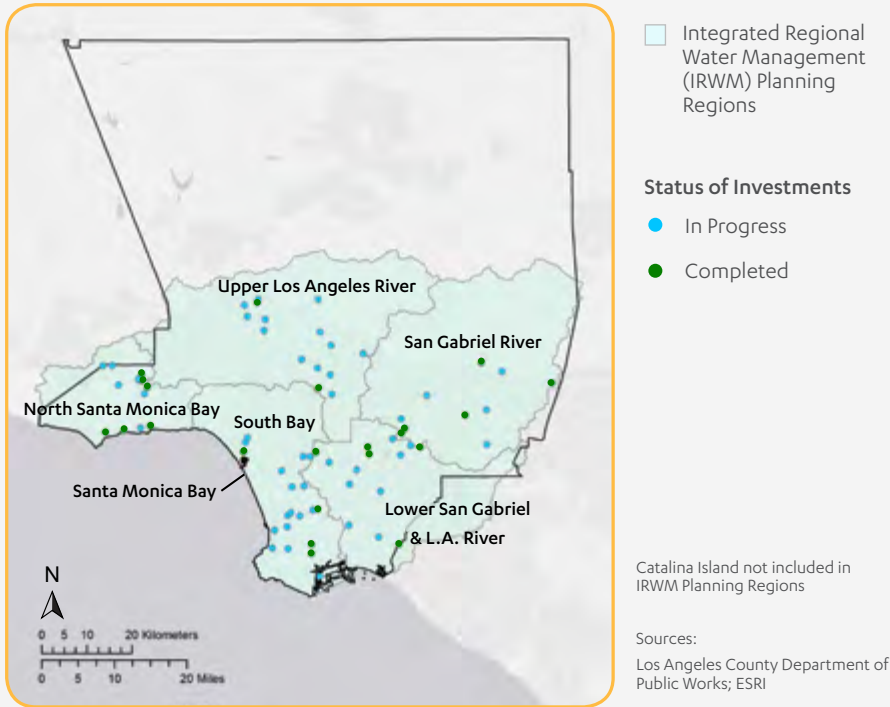 Integrated Regional
Water Management
(IRWM) Planning
Regions
Status of Investments
In Progress
Completed
Upper Los Angeles River
San Gabriel River
North Santa Monica Bay
South Bay
Santa Monica Bay
Lower San Gabriel
& L.A. River
N
0 5 10 20 Kilometers
0 5 10 20 Miles
Catalina Island not included in
IRWM Planning Regions
Sources:
Los Angeles County Department of
Public Works; ESRI